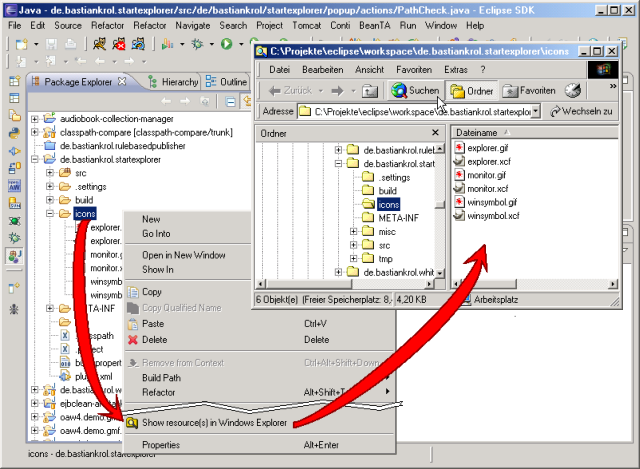 Java - de.bastiankrol.startexplorer/src/de/bastiankrol/startexplorer/popup/actions/PathCheck.java - Eclipse SDK
File Edit Source Refactor Refactor Navigate Search Project Tomcat Conti BeanTA Run Window Help
Package Explorer
Hierarchy
Outline
audiobook-collection-manager
classpath-compare [classpath-compare/trunk]
de.bastiankrol.rulebasedpublisher
de.bastiankrol.startexplorer
src
.settings
build
icons
explorer.
explorer.
monitor.g
monitor.x
winsymb
winsymb
META-INF
de.bastiankrol.w
ejbclean-
oaw4.demo.gmf.
oaw4.demo.gmf.
icons - de.bastiankrol.startexplorer
New
Go Into
Open in New Window
Show In
Copy
Copy Qualified Name
Paste Ctrl+V
Delete Delete
Remove from Context Ctrl+Alt+Shift+Down
Build Path
Refactor Alt+Shift+T
Show resource(s) in Windows Explorer
Properties Alt+Enter
C:\Projekte\eclipse\workspace\de.bastiankrol.startexplorer\icons
Datei Bearbeiten Ansicht Favoriten Extras ?
Zurück Suchen Ordner Favoriten
Adresse C:\Projekte\eclipse\workspace\de.bastiankrol.startexplor Wechseln zu
Ordner
de.bastiankrol.rulel
de.bastiankrol.start
.settings
build
icons
META-INF
misc
src
tmp
de.bastiankrol.whit
Dateiname
explorer.gif
explorer.xcf
monitor.gif
monitor.xcf
winsymbol.gif
winsymbol.xcf
6 Objekt(e) (Freier Speicherplatz: 8, 4,20 KB Arbeitsplatz